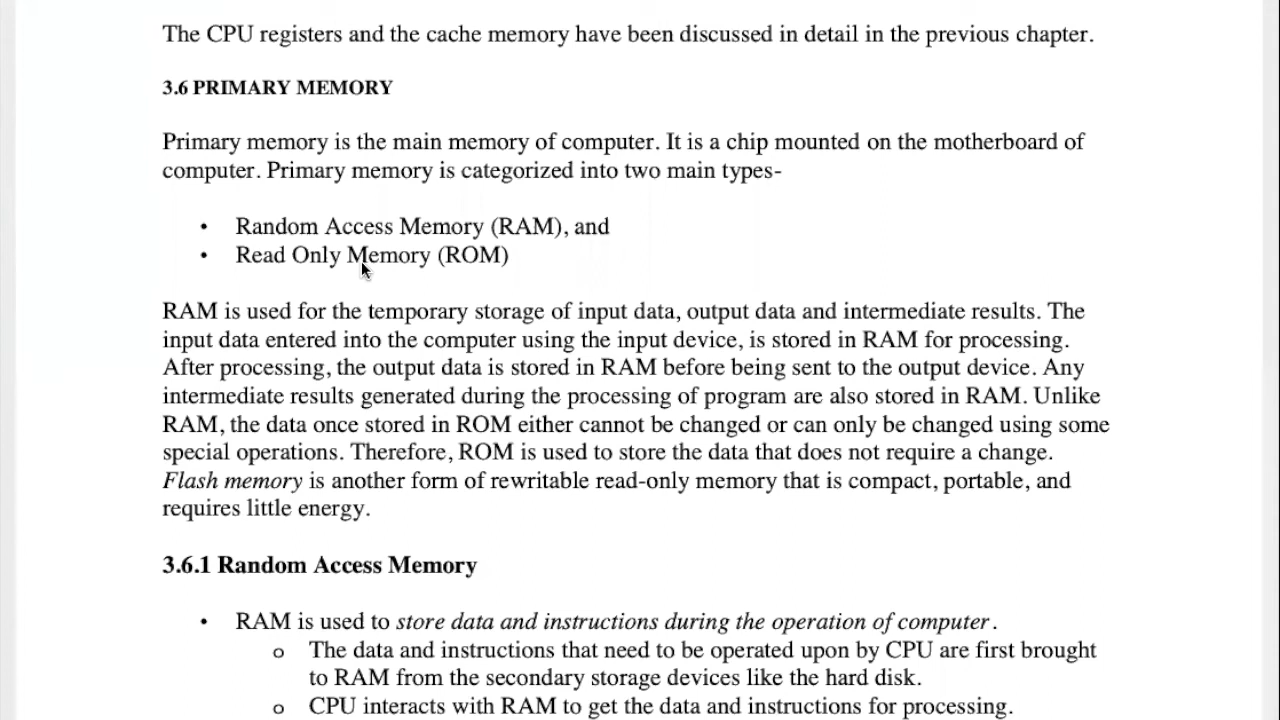 The CPU registers and the cache memory have been discussed in detail in the previous chapter.
3.6 PRIMARY MEMORY
Primary memory is the main memory of computer. It is a chip mounted on the motherboard of
computer. Primary memory is categorized into two main types-
• Random Access Memory (RAM), and
• Read Only Memory (ROM)
RAM is used for the temporary storage of input data, output data and intermediate results. The
input data entered into the computer using the input device, is stored in RAM for processing.
After processing, the output data is stored in RAM before being sent to the output device. Any
intermediate results generated during the processing of program are also stored in RAM. Unlike
RAM, the data once stored in ROM either cannot be changed or can only be changed using some
special operations. Therefore, ROM is used to store the data that does not require a change.
Flash memory is another form of rewritable read-only memory that is compact, portable, and
requires little energy.
3.6.1 Random Access Memory
• RAM is used to store data and instructions during the operation of computer.
o The data and instructions that need to be operated upon by CPU are first brought
to RAM from the secondary storage devices like the hard disk.
o CPU interacts with RAM to get the data and instructions for processing.